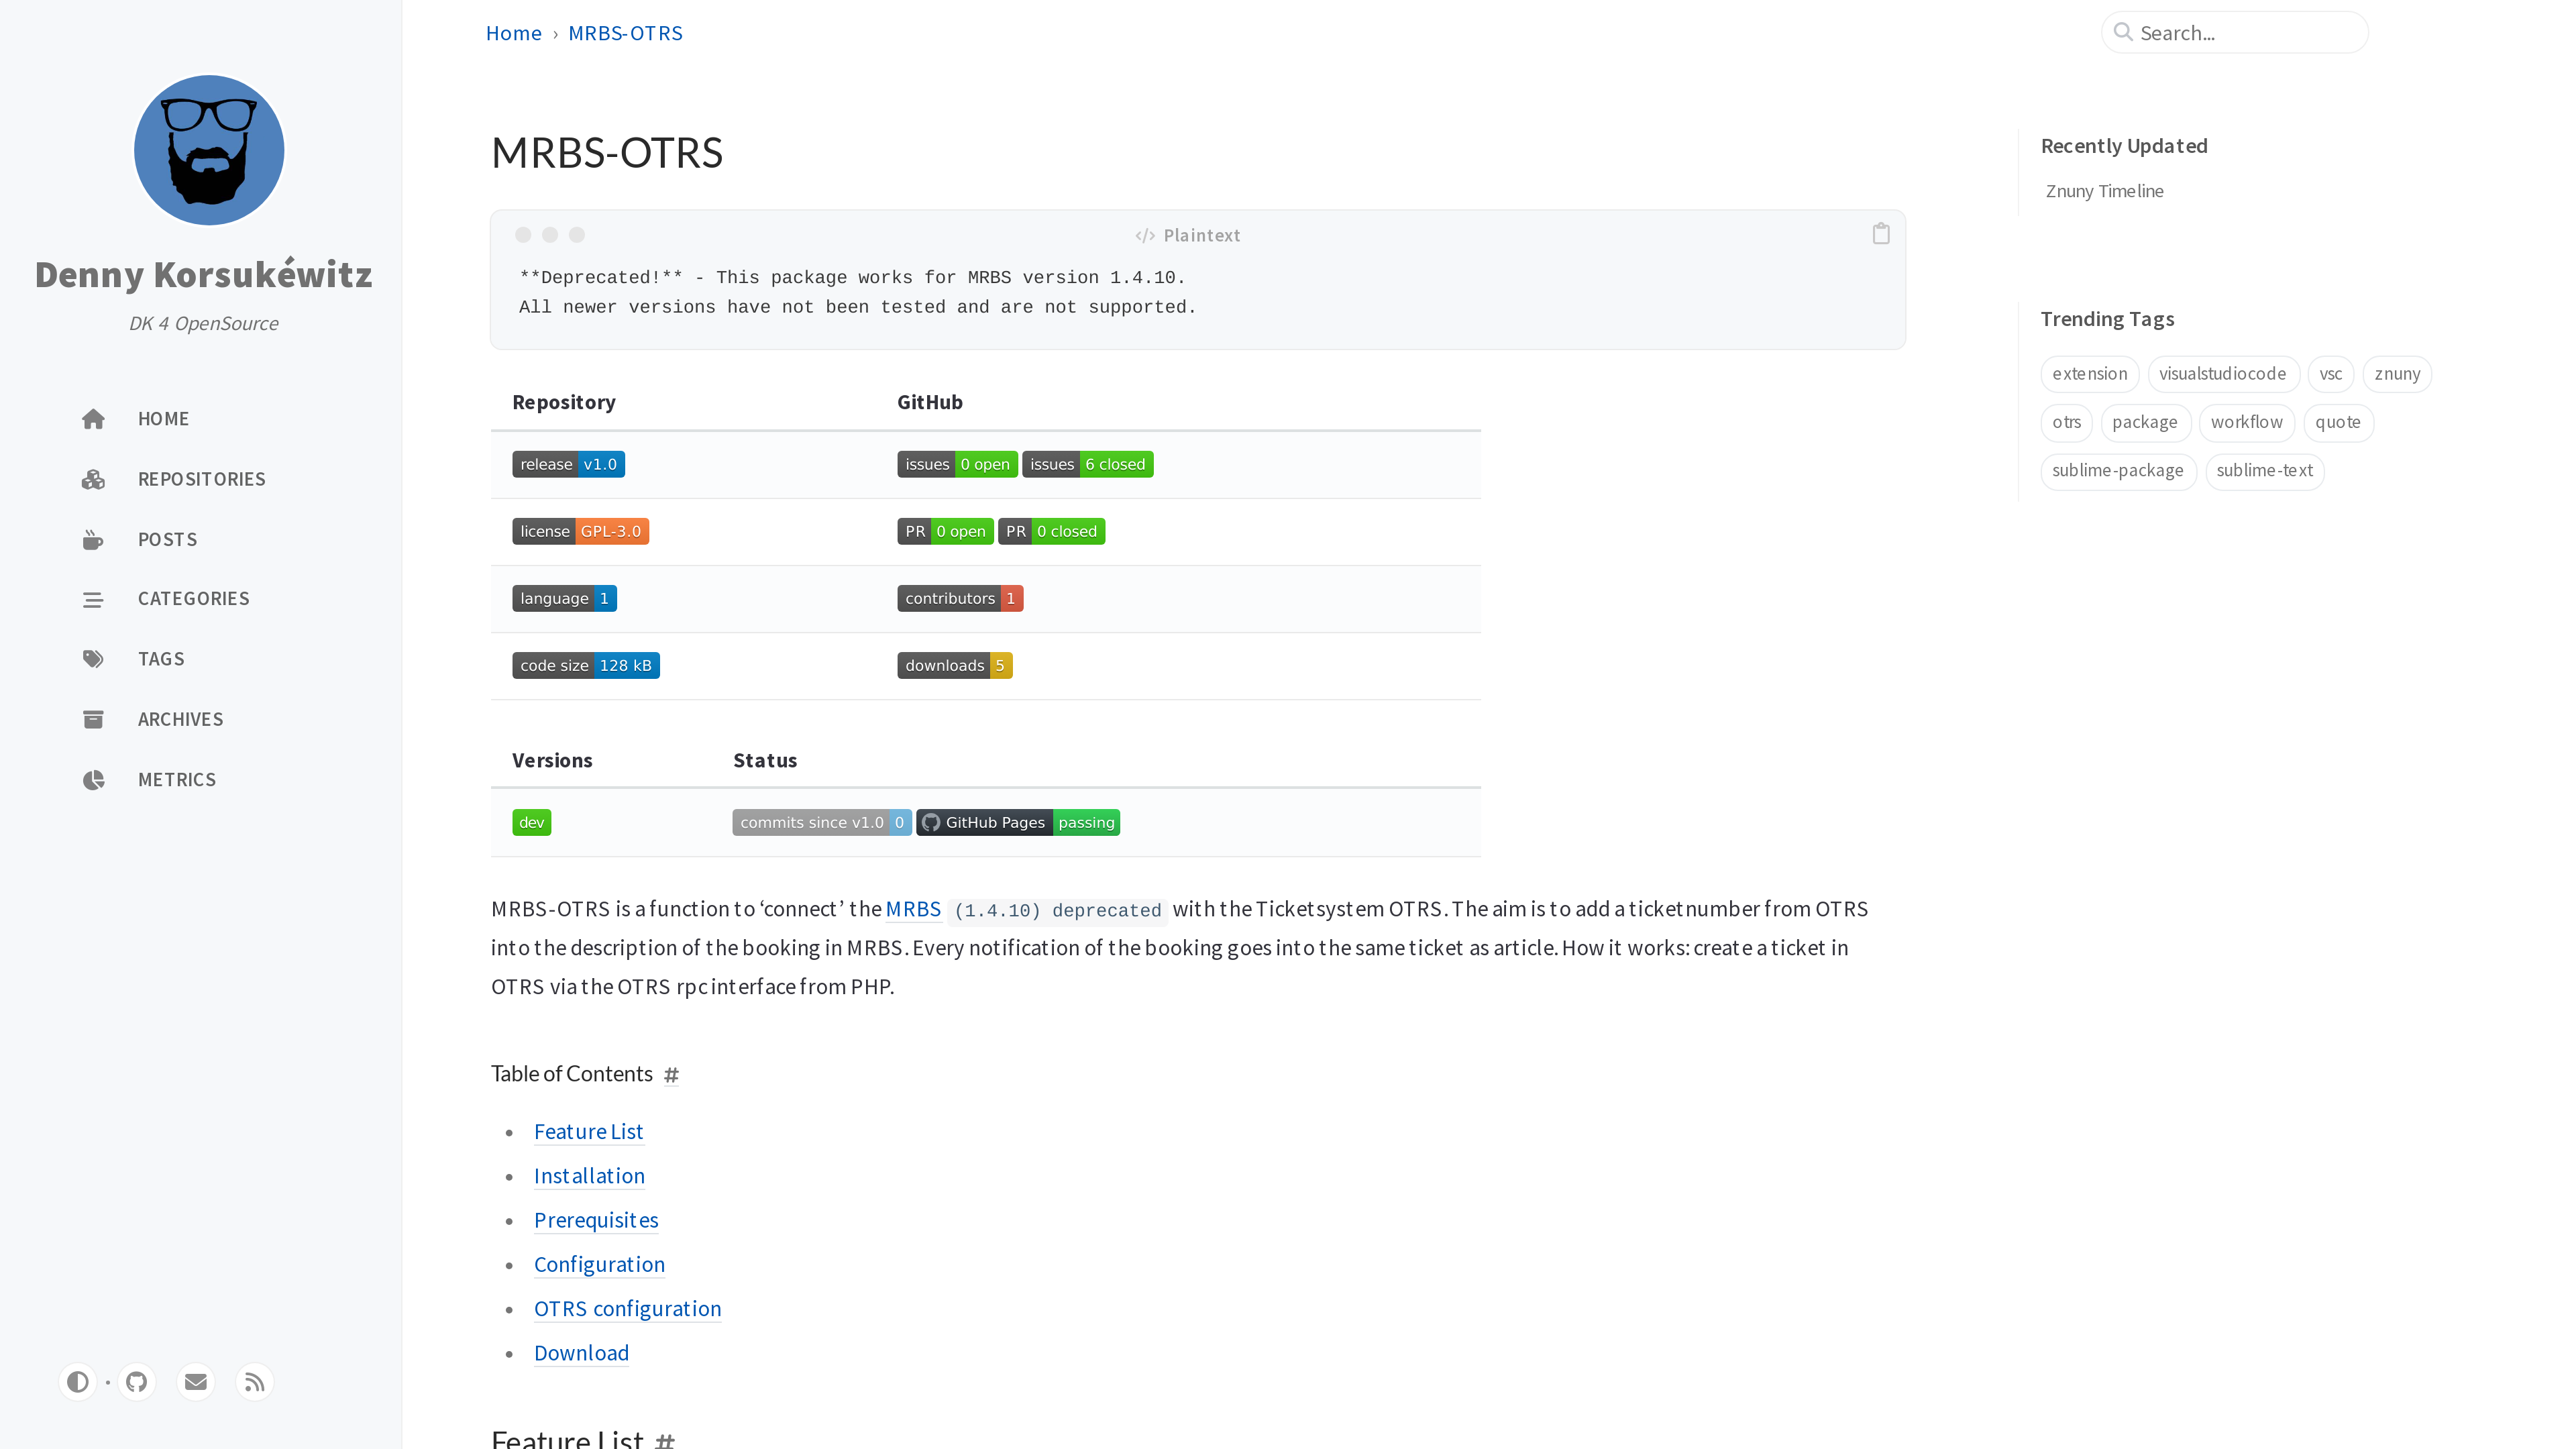 Denny Korsukéwitz
DK 4 OpenSource
HOME
REPOSITORIES
POSTS
CATEGORIES
TAGS
ARCHIVES
METRICS
Home › MRBS-OTRS
Search...
MRBS-OTRS
Plaintext
**Deprecated!** - This package works for MRBS version 1.4.10.
All newer versions have not been tested and are not supported.
Repository GitHub
release v1.0 issues 0 open issues 6 closed
license GPL-3.0 PR 0 open PR 0 closed
language 1 contributors 1
code size 128 kB downloads 5
Versions Status
dev commits since v1.0 0 GitHub Pages passing
MRBS-OTRS is a function to ‘connect’ the MRBS (1.4.10) deprecated with the Ticketsystem OTRS. The aim is to add a ticketnumber from OTRS
into the description of the booking in MRBS. Every notification of the booking goes into the same ticket as article. How it works: create a ticket in
OTRS via the OTRS rpc interface from PHP.
Table of Contents #
Feature List
Installation
Prerequisites
Configuration
OTRS configuration
Download
Feature List #
Recently Updated
Znuny Timeline
Trending Tags
extension visualstudiocode vsc znuny
otrs package workflow quote
sublime-package sublime-text